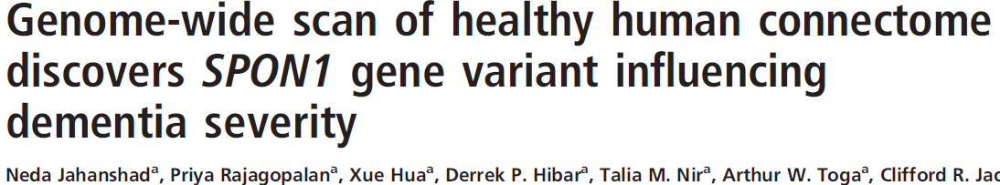 Genome-wide scan of healthy human connectome
discovers SPON1 gene variant influencing
dementia severity
Neda Jahanshadᵃ, Priya Rajagopalanᵃ, Xue Huaᵃ, Derrek P. Hibarᵃ, Talia M. Nirᵃ, Arthur W. Togaᵃ, Clifford R.